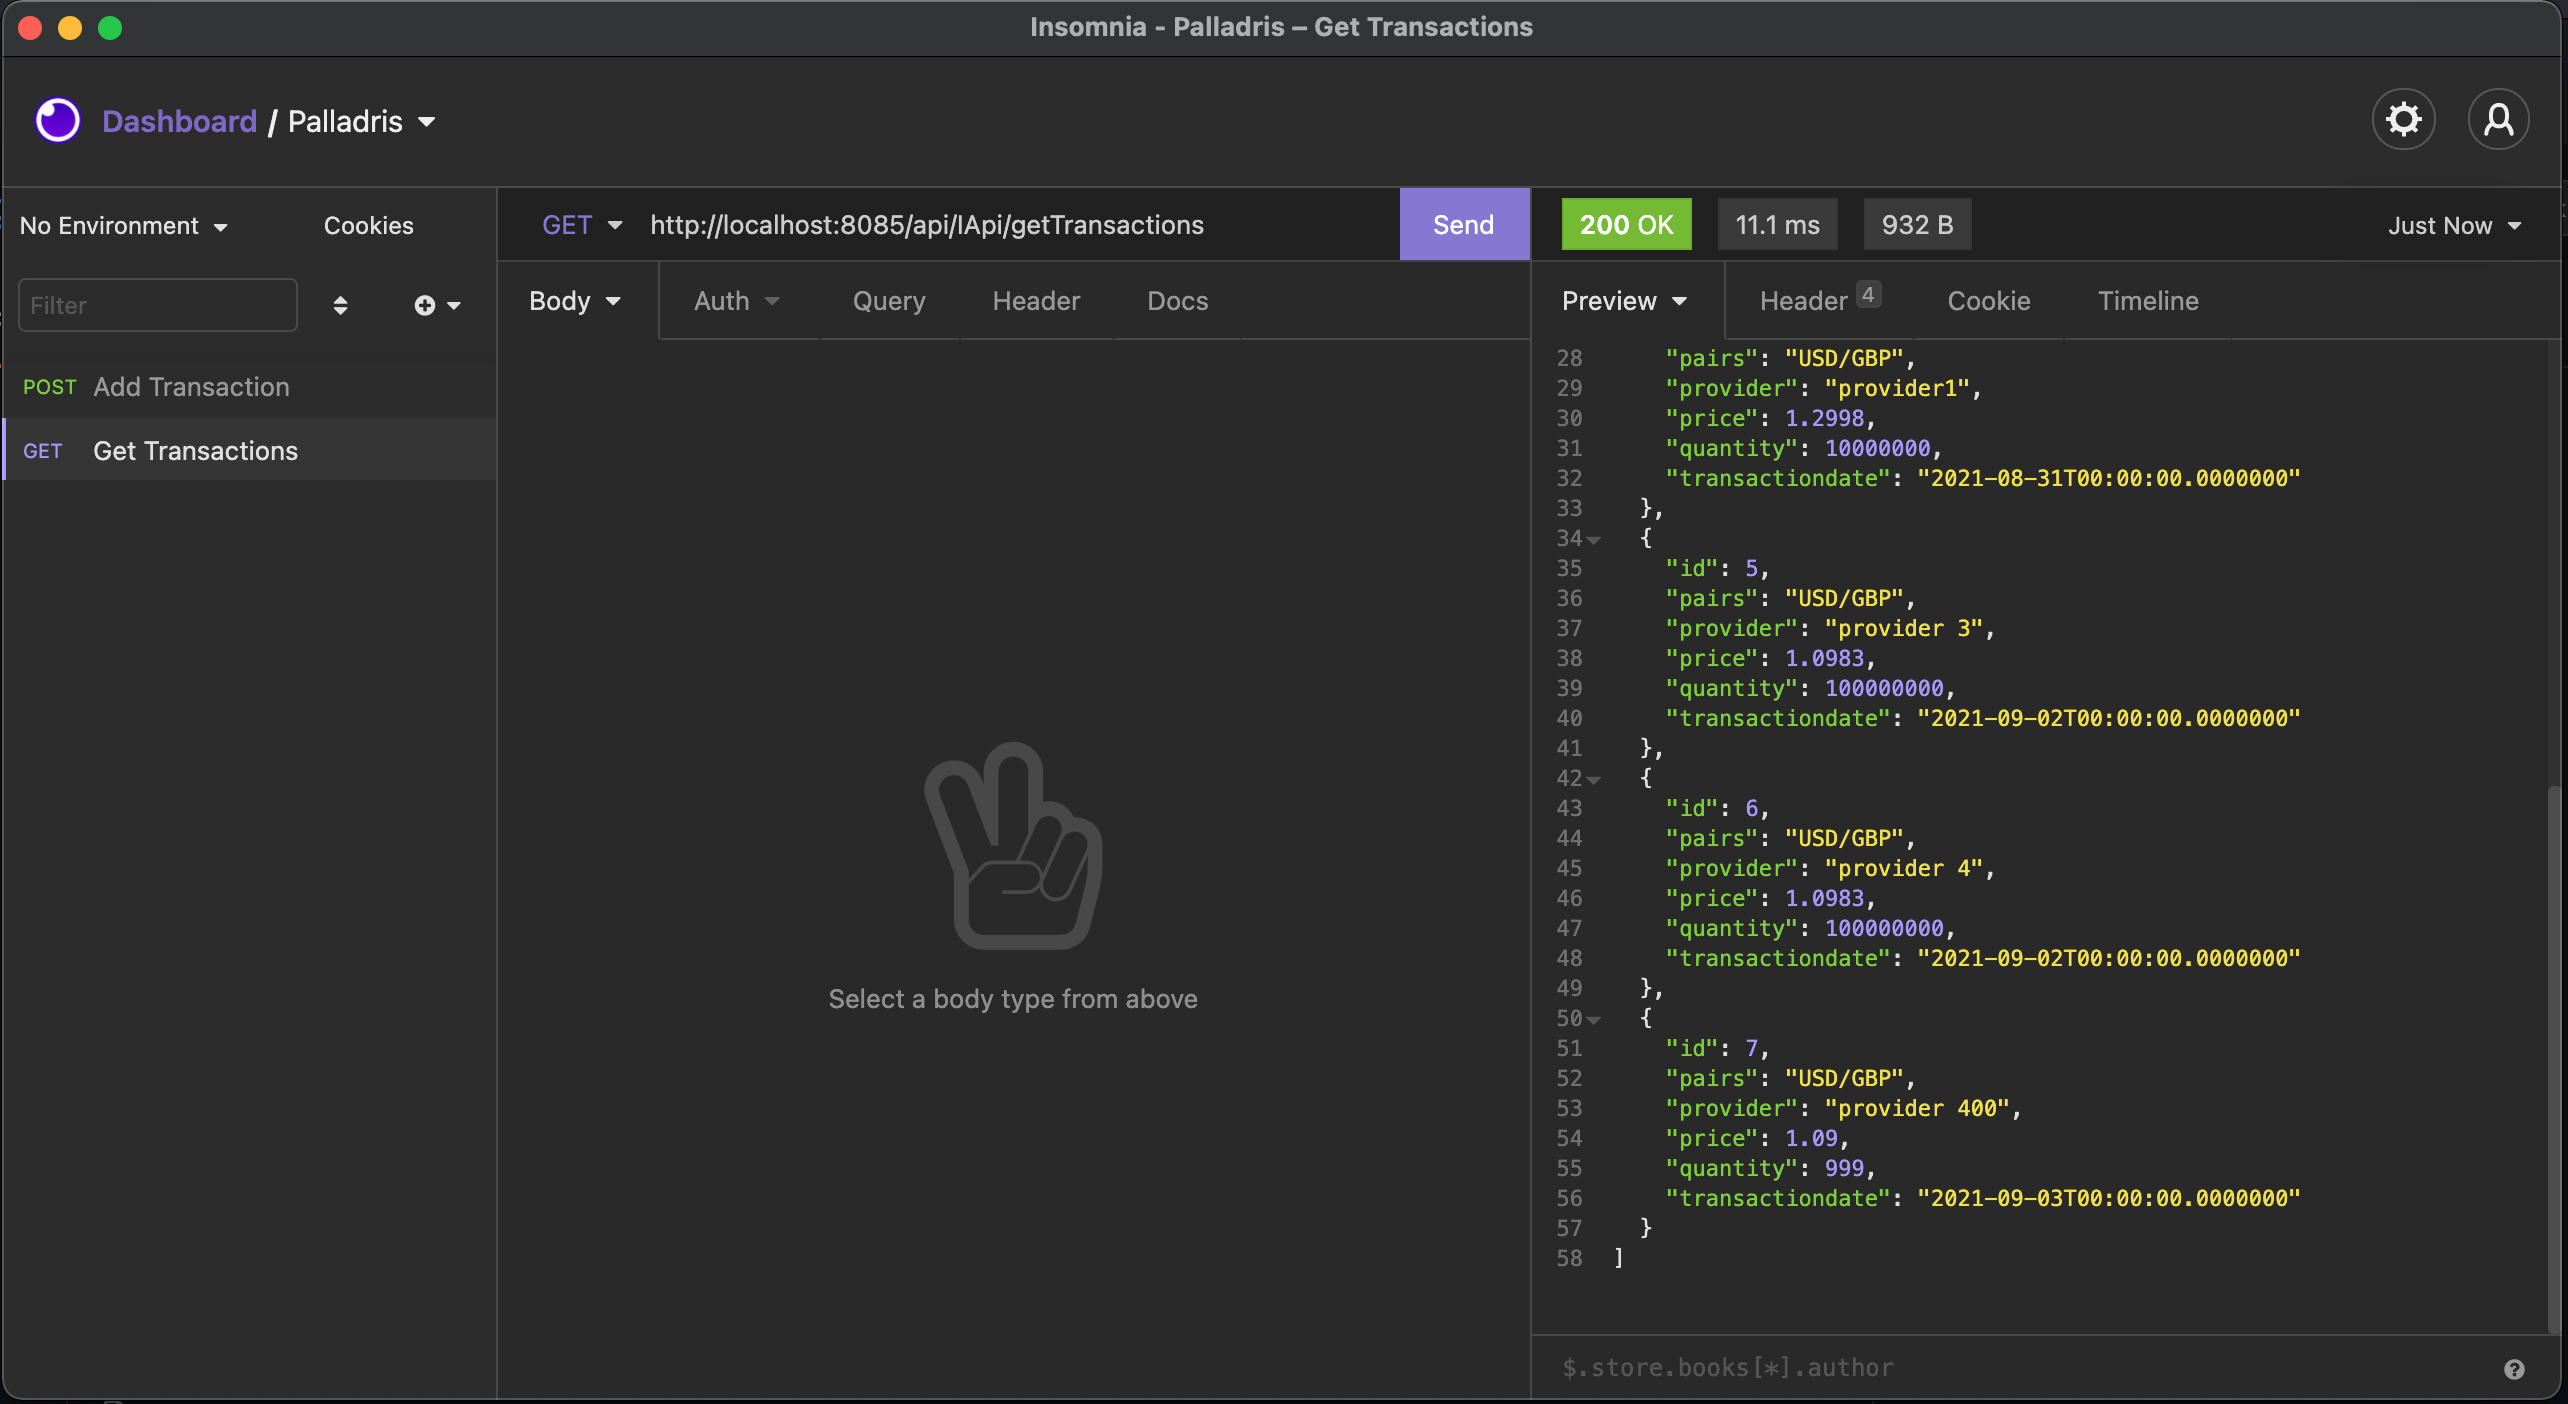 Insomnia - Palladris – Get Transactions
Dashboard / Palladris
No Environment
Cookies
Filter
POST Add Transaction
GET Get Transactions
GET http://localhost:8085/api/IApi/getTransactions Send
Body Auth Query Header Docs
Select a body type from above
200 OK 11.1 ms 932 B Just Now
Preview Header 4 Cookie Timeline
28 "pairs": "USD/GBP",
29 "provider": "provider1",
30 "price": 1.2998,
31 "quantity": 10000000,
32 "transactiondate": "2021-08-31T00:00:00.0000000"
33 },
34 {
35 "id": 5,
36 "pairs": "USD/GBP",
37 "provider": "provider 3",
38 "price": 1.0983,
39 "quantity": 100000000,
40 "transactiondate": "2021-09-02T00:00:00.0000000"
41 },
42 {
43 "id": 6,
44 "pairs": "USD/GBP",
45 "provider": "provider 4",
46 "price": 1.0983,
47 "quantity": 100000000,
48 "transactiondate": "2021-09-02T00:00:00.0000000"
49 },
50 {
51 "id": 7,
52 "pairs": "USD/GBP",
53 "provider": "provider 400",
54 "price": 1.09,
55 "quantity": 999,
56 "transactiondate": "2021-09-03T00:00:00.0000000"
57 }
58 ]
$.store.books[*].author